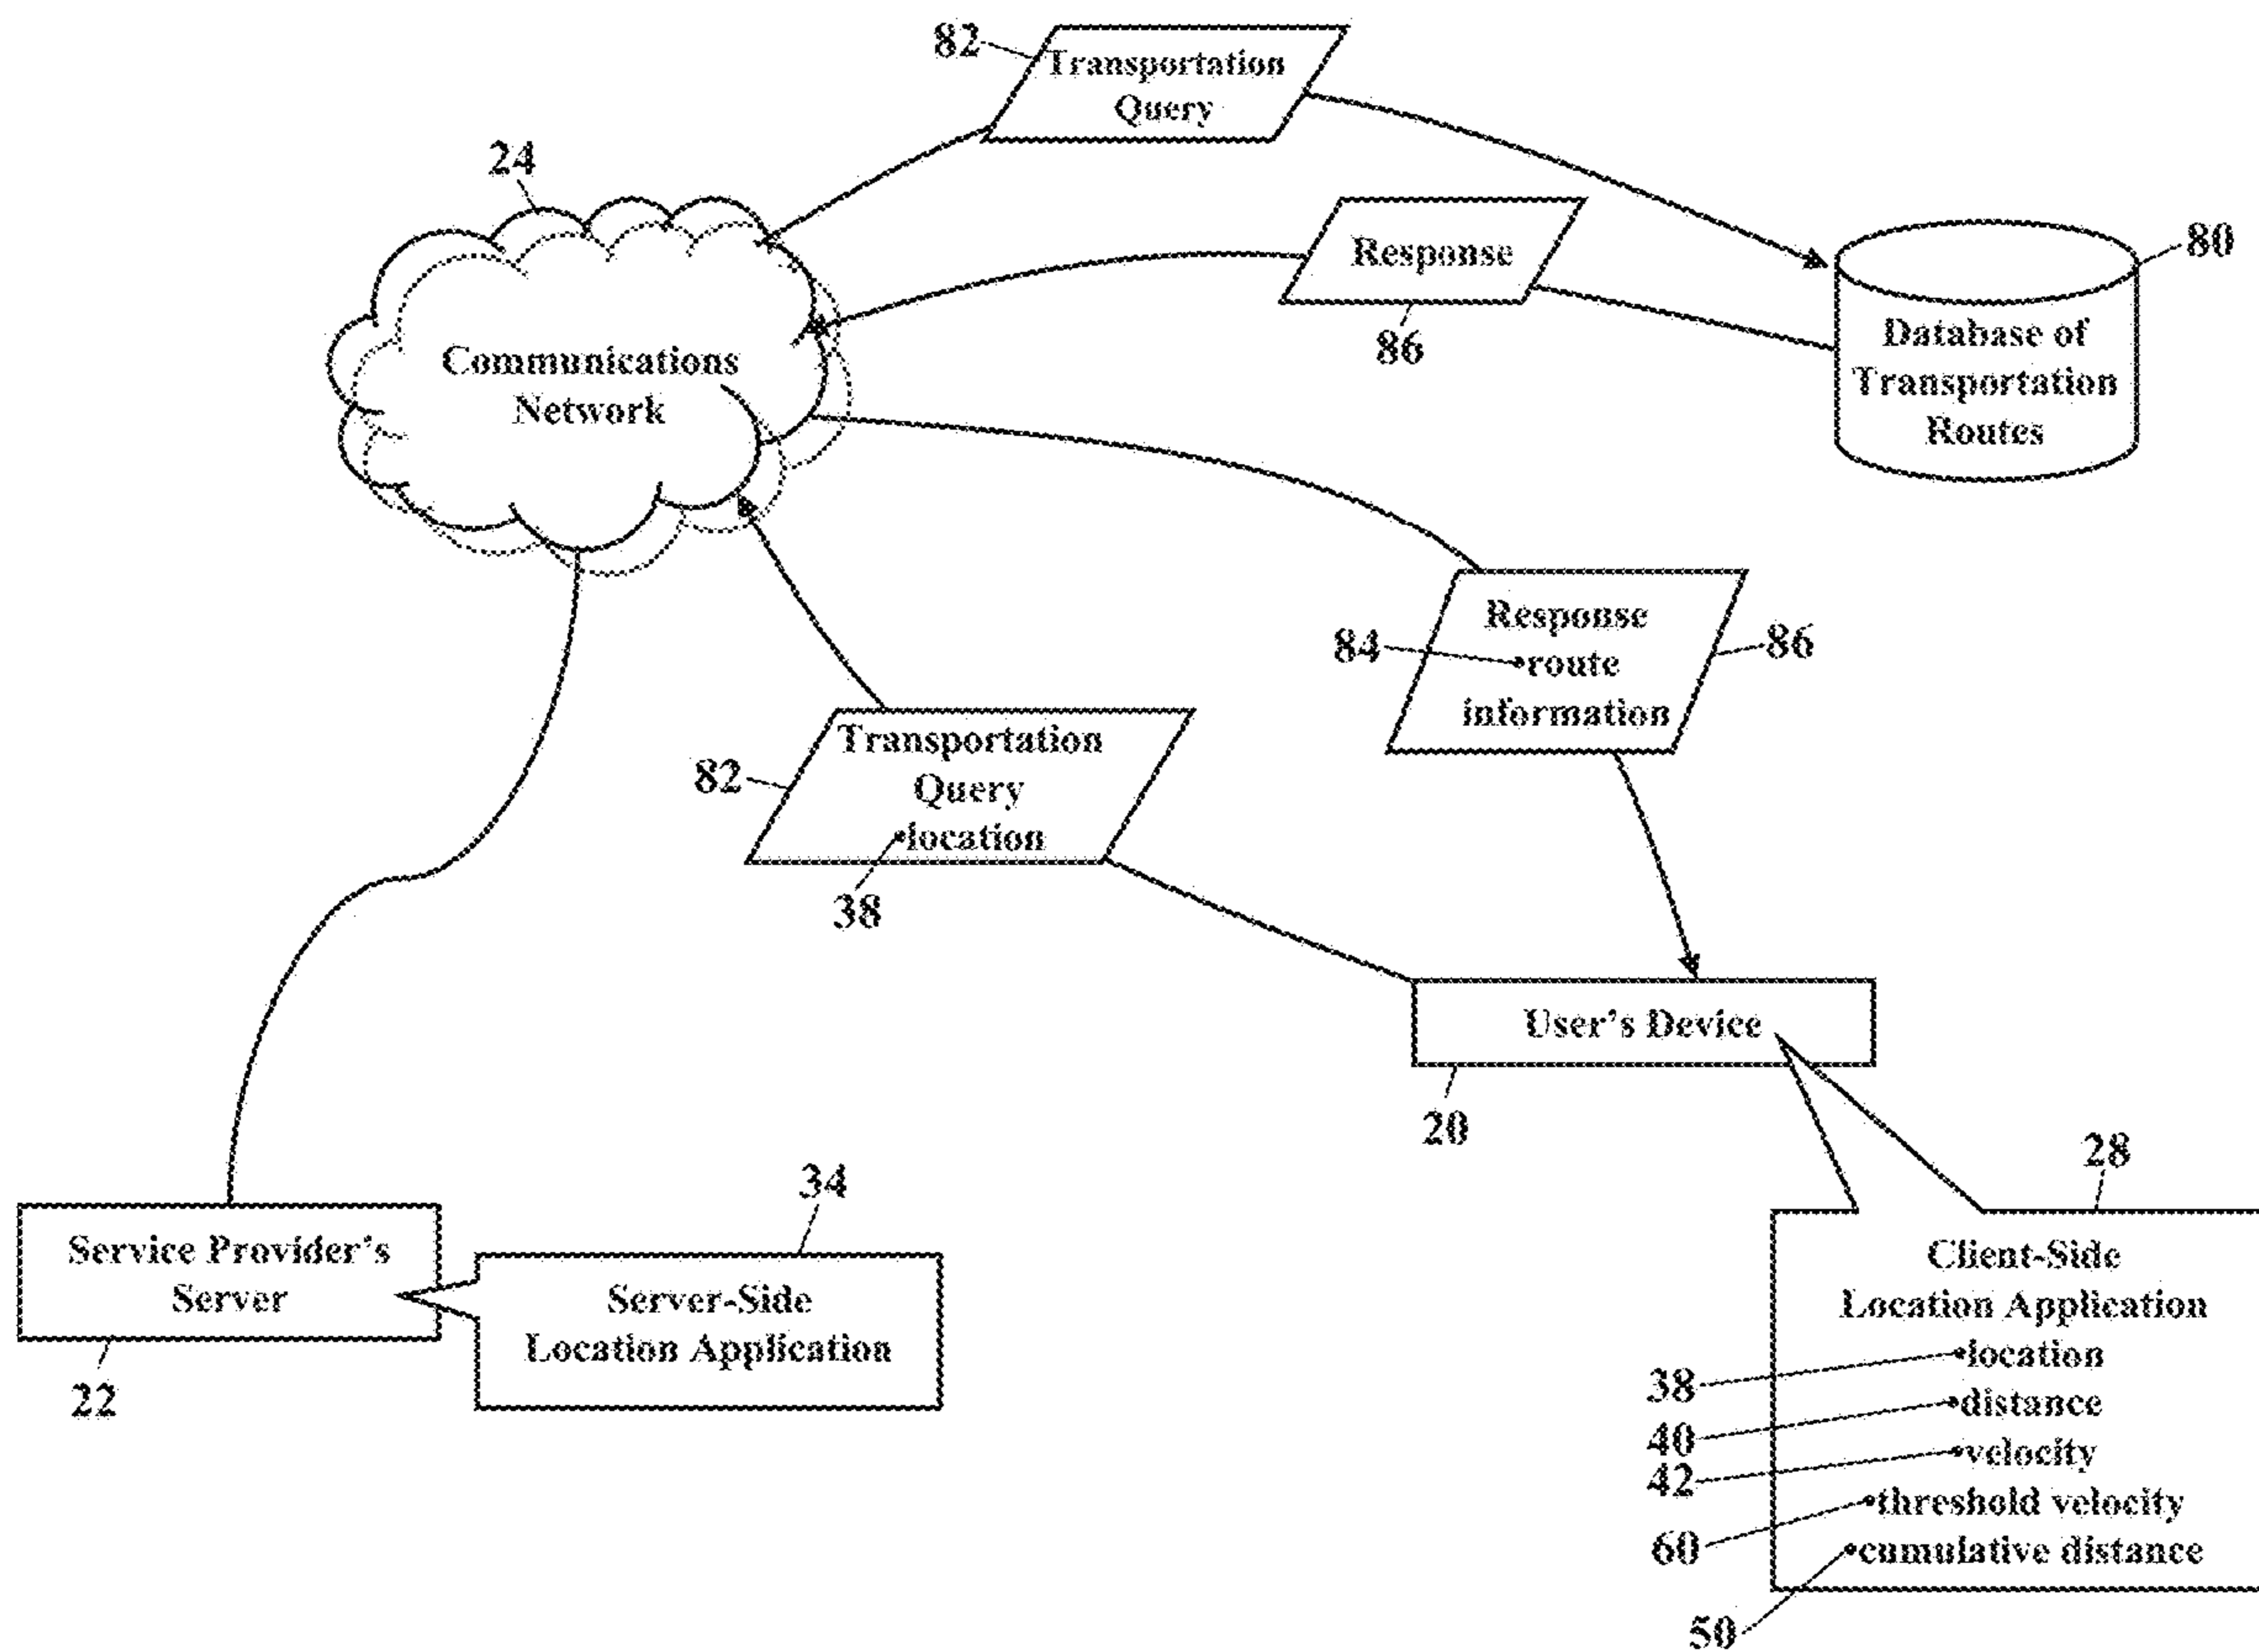 82
Transportation
Query
24
Response
86
80
Database of
Transportation
Routes
Communications
Network
Response
84
•route
information
86
Transportation
Query
•location
82
38
User's Device
20
Service Provider's
Server
22
34
Server-Side
Location Application
28
Client-Side
Location Application
•location
•distance
•velocity
•threshold velocity
•cumulative distance
38
40
42
60
50